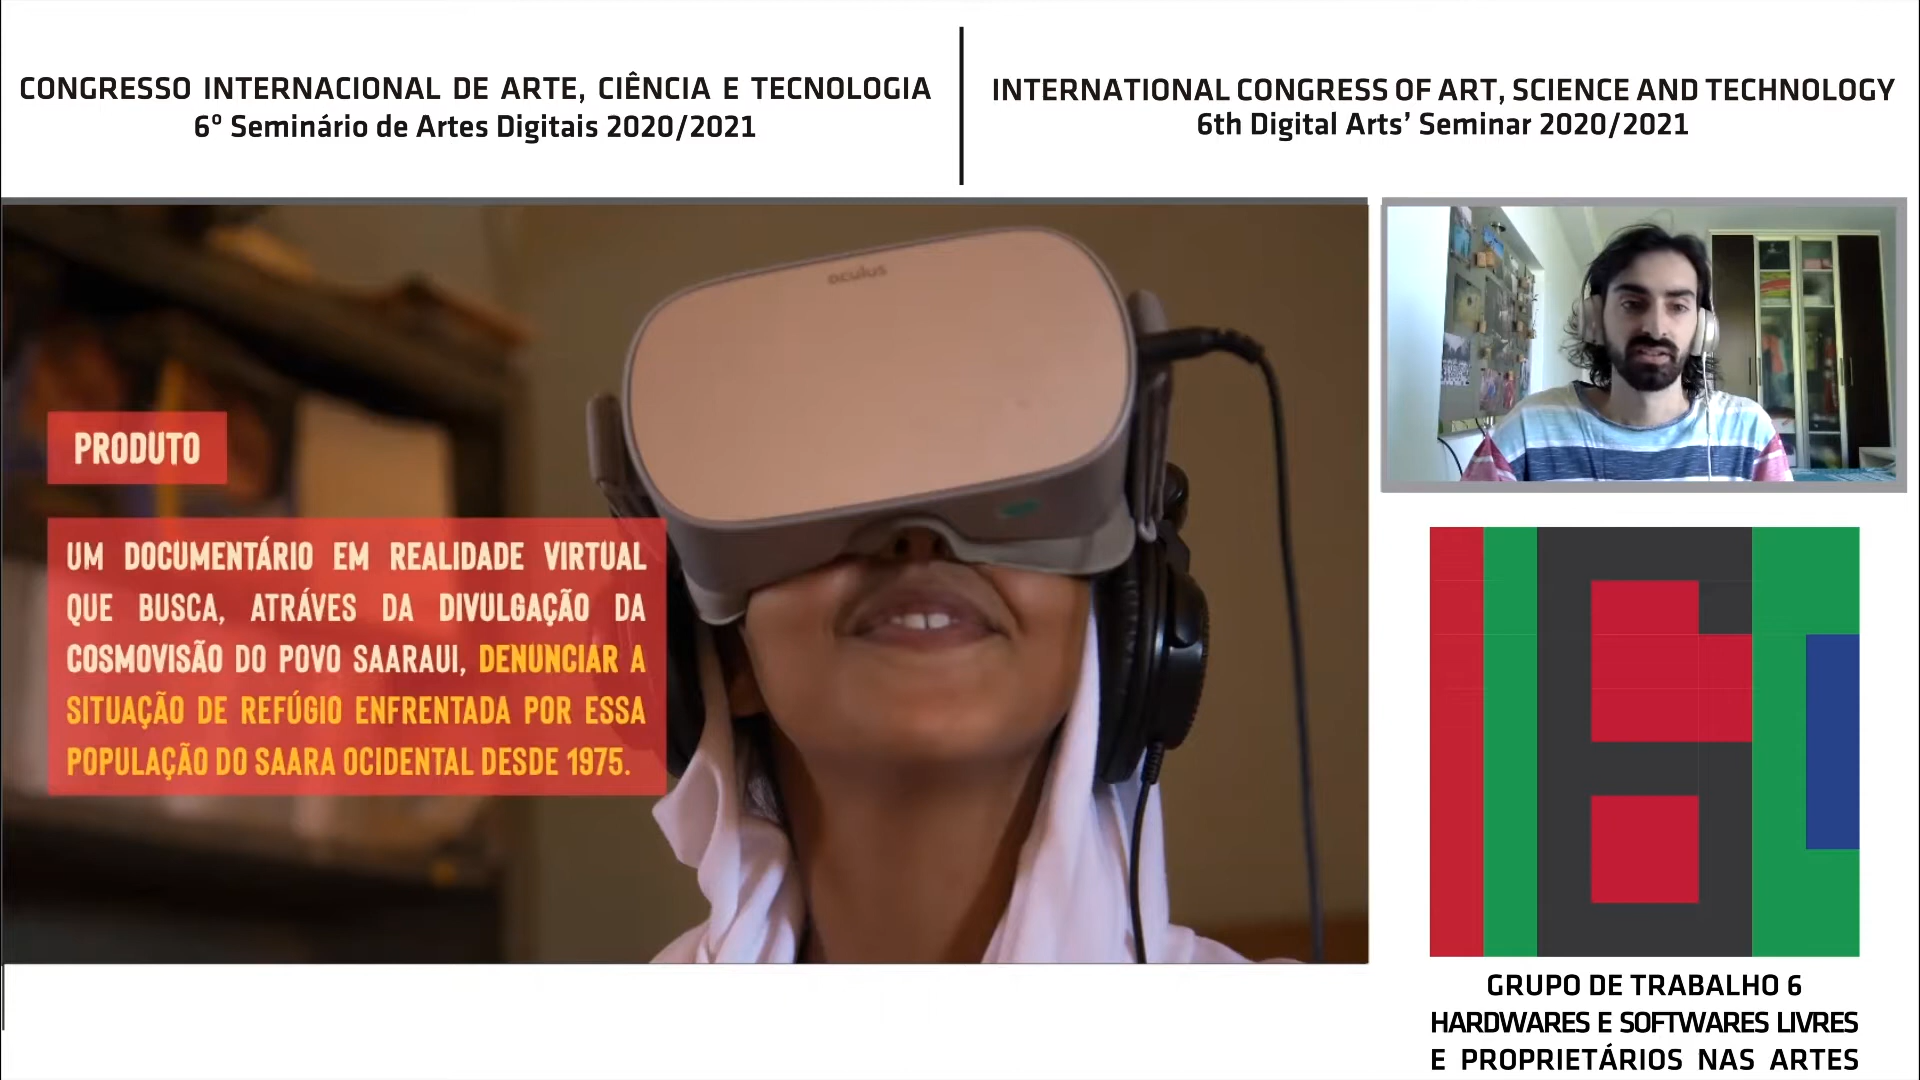 CONGRESSO INTERNACIONAL DE ARTE, CIÊNCIA E TECNOLOGIA
6º Seminário de Artes Digitais 2020/2021
INTERNATIONAL CONGRESS OF ART, SCIENCE AND TECHNOLOGY
6th Digital Arts’ Seminar 2020/2021
oculus
PRODUTO
UM DOCUMENTÁRIO EM REALIDADE VIRTUAL
QUE BUSCA, ATRÁVES DA DIVULGAÇÃO DA
COSMOVISÃO DO POVO SAARAUI, DENUNCIAR A
SITUAÇÃO DE REFÚGIO ENFRENTADA POR ESSA
POPULAÇÃO DO SAARA OCIDENTAL DESDE 1975.
GRUPO DE TRABALHO 6
HARDWARES E SOFTWARES LIVRES
E PROPRIETÁRIOS NAS ARTES